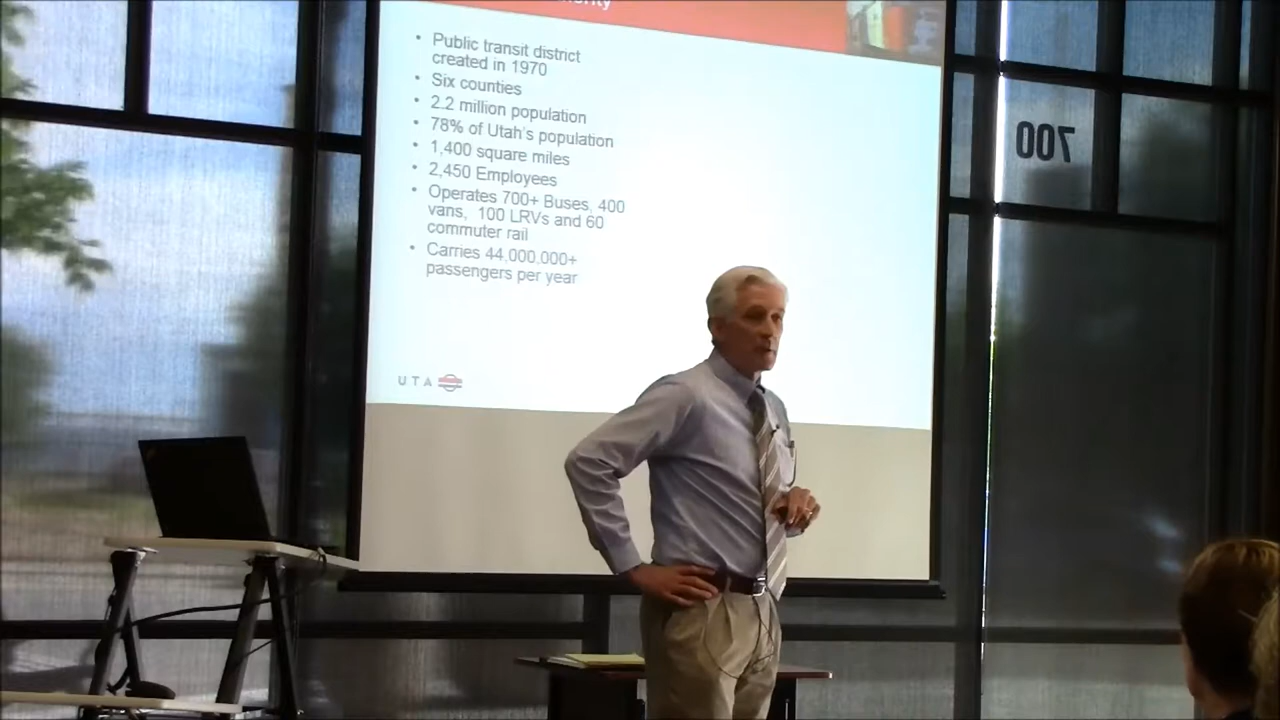 • Public transit district
created in 1970
• Six counties
• 2.2 million population
• 78% of Utah's population
• 1,400 square miles
• 2,450 Employees
• Operates 700+ Buses, 400
vans, 100 LRVs and 60
commuter rail
• Carries 44,000,000+
passengers per year
UTA
700